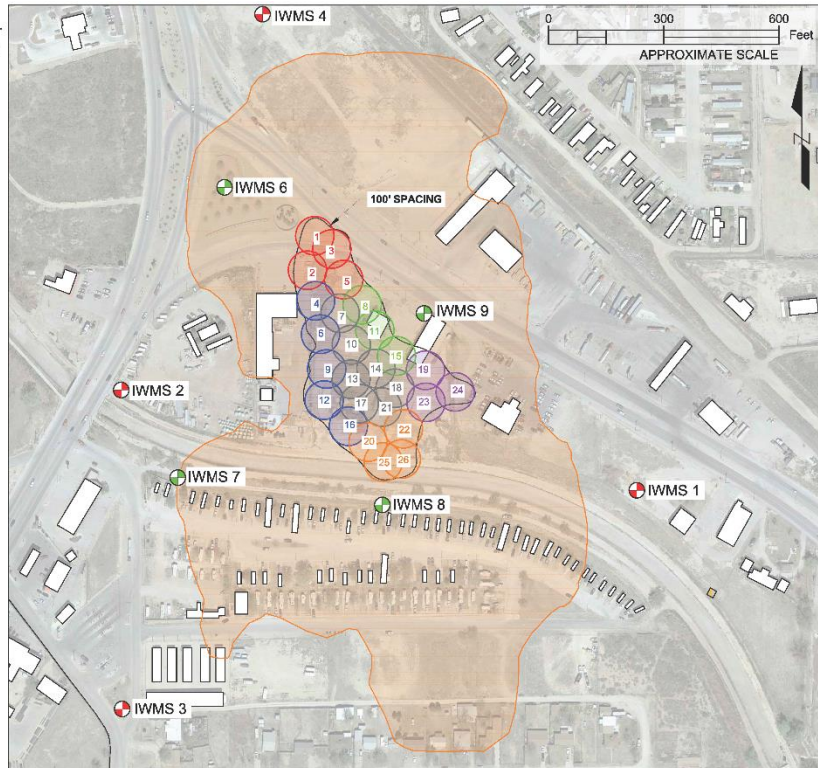 IWMS 4
0 300 600
Feet
APPROXIMATE SCALE
N
IWMS 6
100' SPACING
1
3
2
5
4
8
7
IWMS 9
6
11
10
15
9
14
19
13
18
24
IWMS 2
12
17
21
23
16
22
20
25
26
IWMS 7
IWMS 1
IWMS 8
IWMS 3